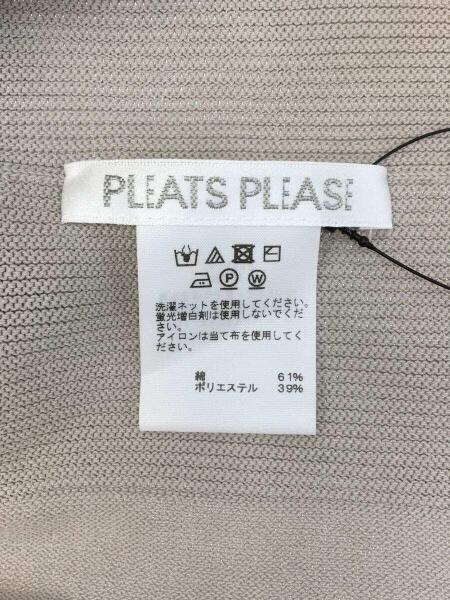 PLEATS PLEASE
P W
洗濯ネットを使用してください。
蛍光増白剤は使用しないでくだ
さい。
アイロンは当て布を使用してく
ださい。
綿 61%
ポリエステル 39%